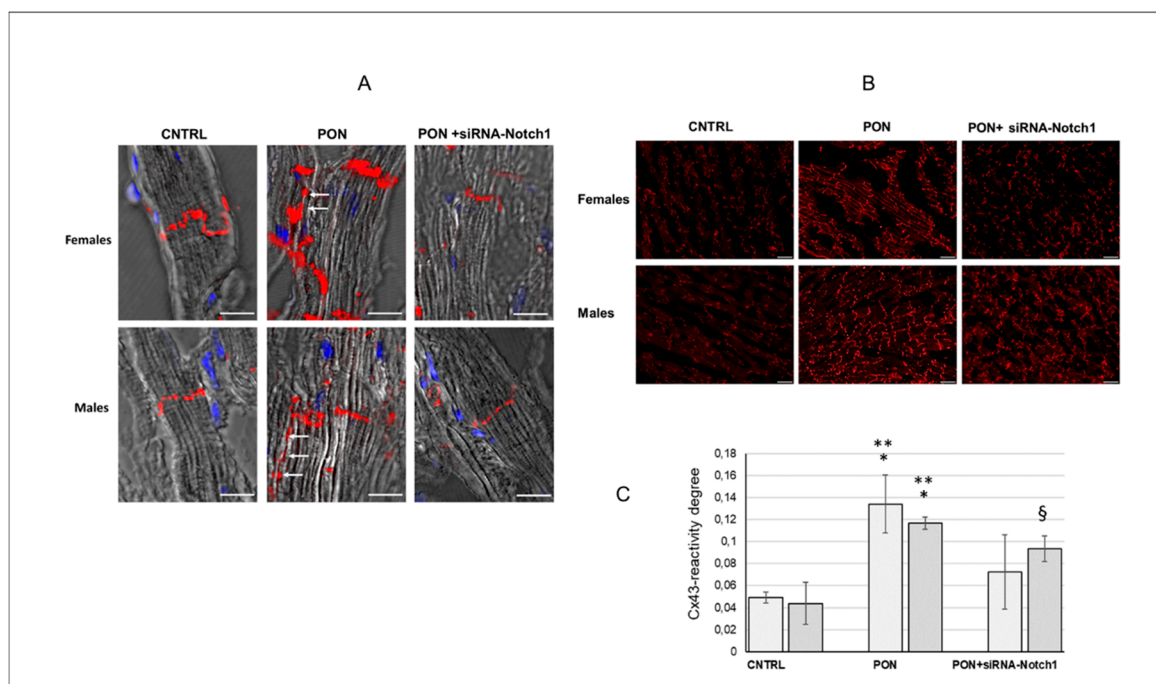 A
CNTRL PON PON +siRNA-Notch1
Females
Males
B
CNTRL PON PON+ siRNA-Notch1
Females
Males
C
Cx43-reactivity degree
0,18
0,16
0,14
0,12
0,1
0,08
0,06
0,04
0,02
0
**
*
**
*
§
CNTRL PON PON+siRNA-Notch1